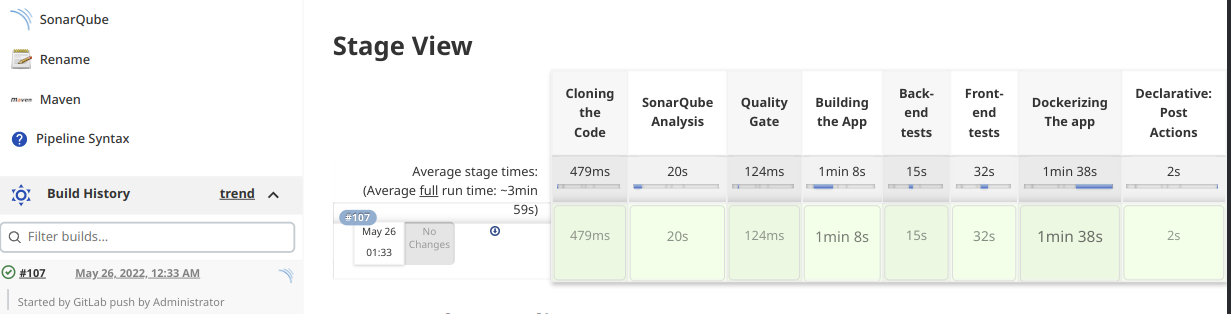 SonarQube
Rename
maven Maven
? Pipeline Syntax
Build History trend
Filter builds...
#107 May 26, 2022, 12:33 AM
Started by GitLab push by Administrator
Stage View
Cloning the Code
SonarQube Analysis
Quality Gate
Building the App
Back-end tests
Front-end tests
Dockerizing The app
Declarative: Post Actions
Average stage times:
(Average full run time: ~3min
59s)
479ms 20s 124ms 1min 8s 15s 32s 1min 38s 2s
#107
May 26
01:33
No
Changes
479ms 20s 124ms 1min 8s 15s 32s 1min 38s 2s